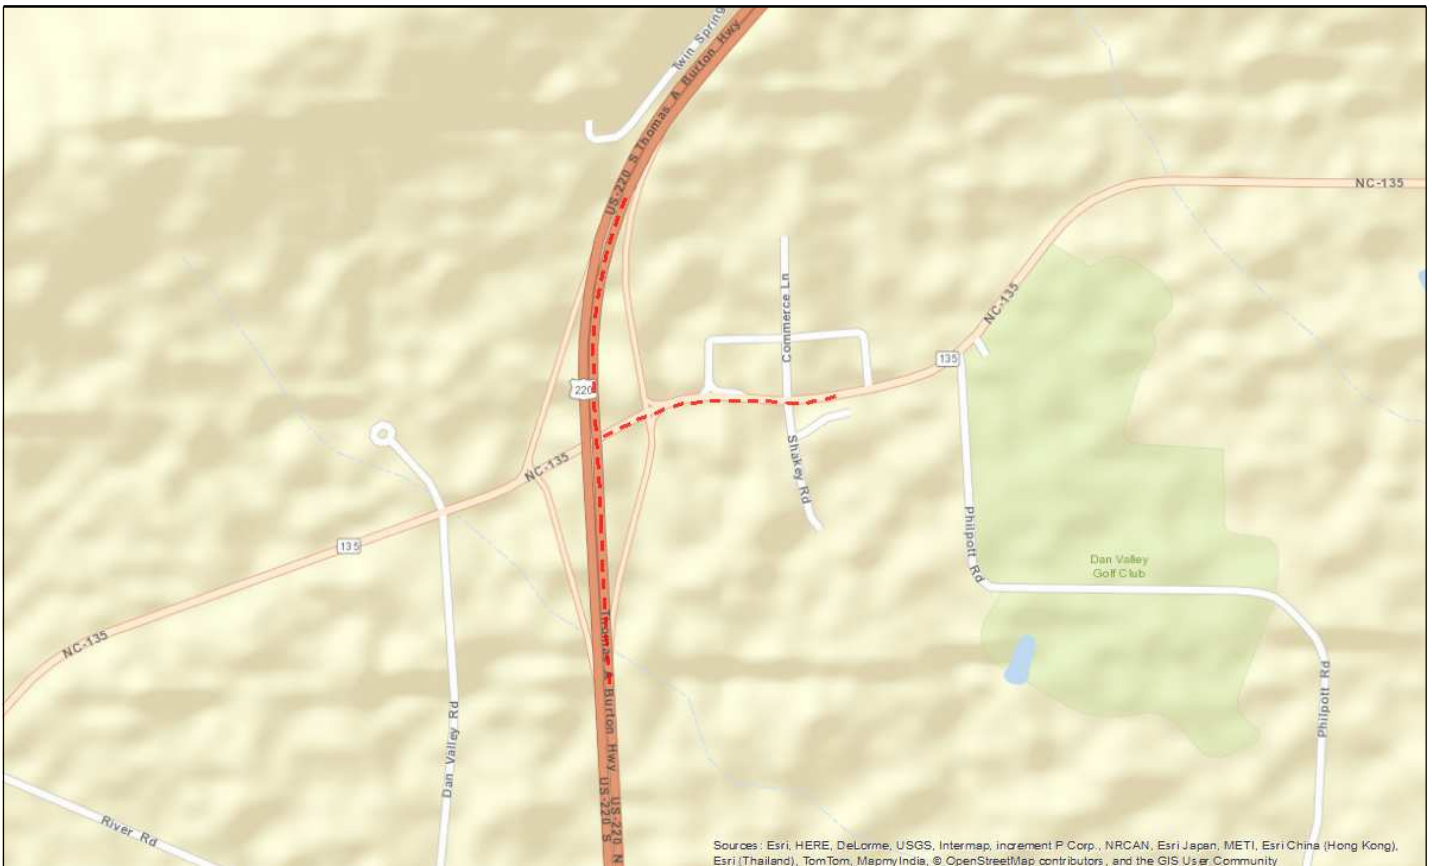 Twin Spring
US-220 S Thomas A Burton Hwy
NC-135
Commerce Ln
NC-135
135
220
Shakey Rd
NC-135
135
Philpott Rd
Dan Valley
Golf Club
Thomas A Burton Hwy
NC-135
Dan Valley Rd
Philpott Rd
US-220 S
US-220 N
River Rd
Sources: Esri, HERE, DeLorme, USGS, Intermap, increment P Corp., NRCAN, Esri Japan, METI, Esri China (Hong Kong),
Esri (Thailand), TomTom, MapmyIndia, © OpenStreetMap contributors, and the GIS User Community